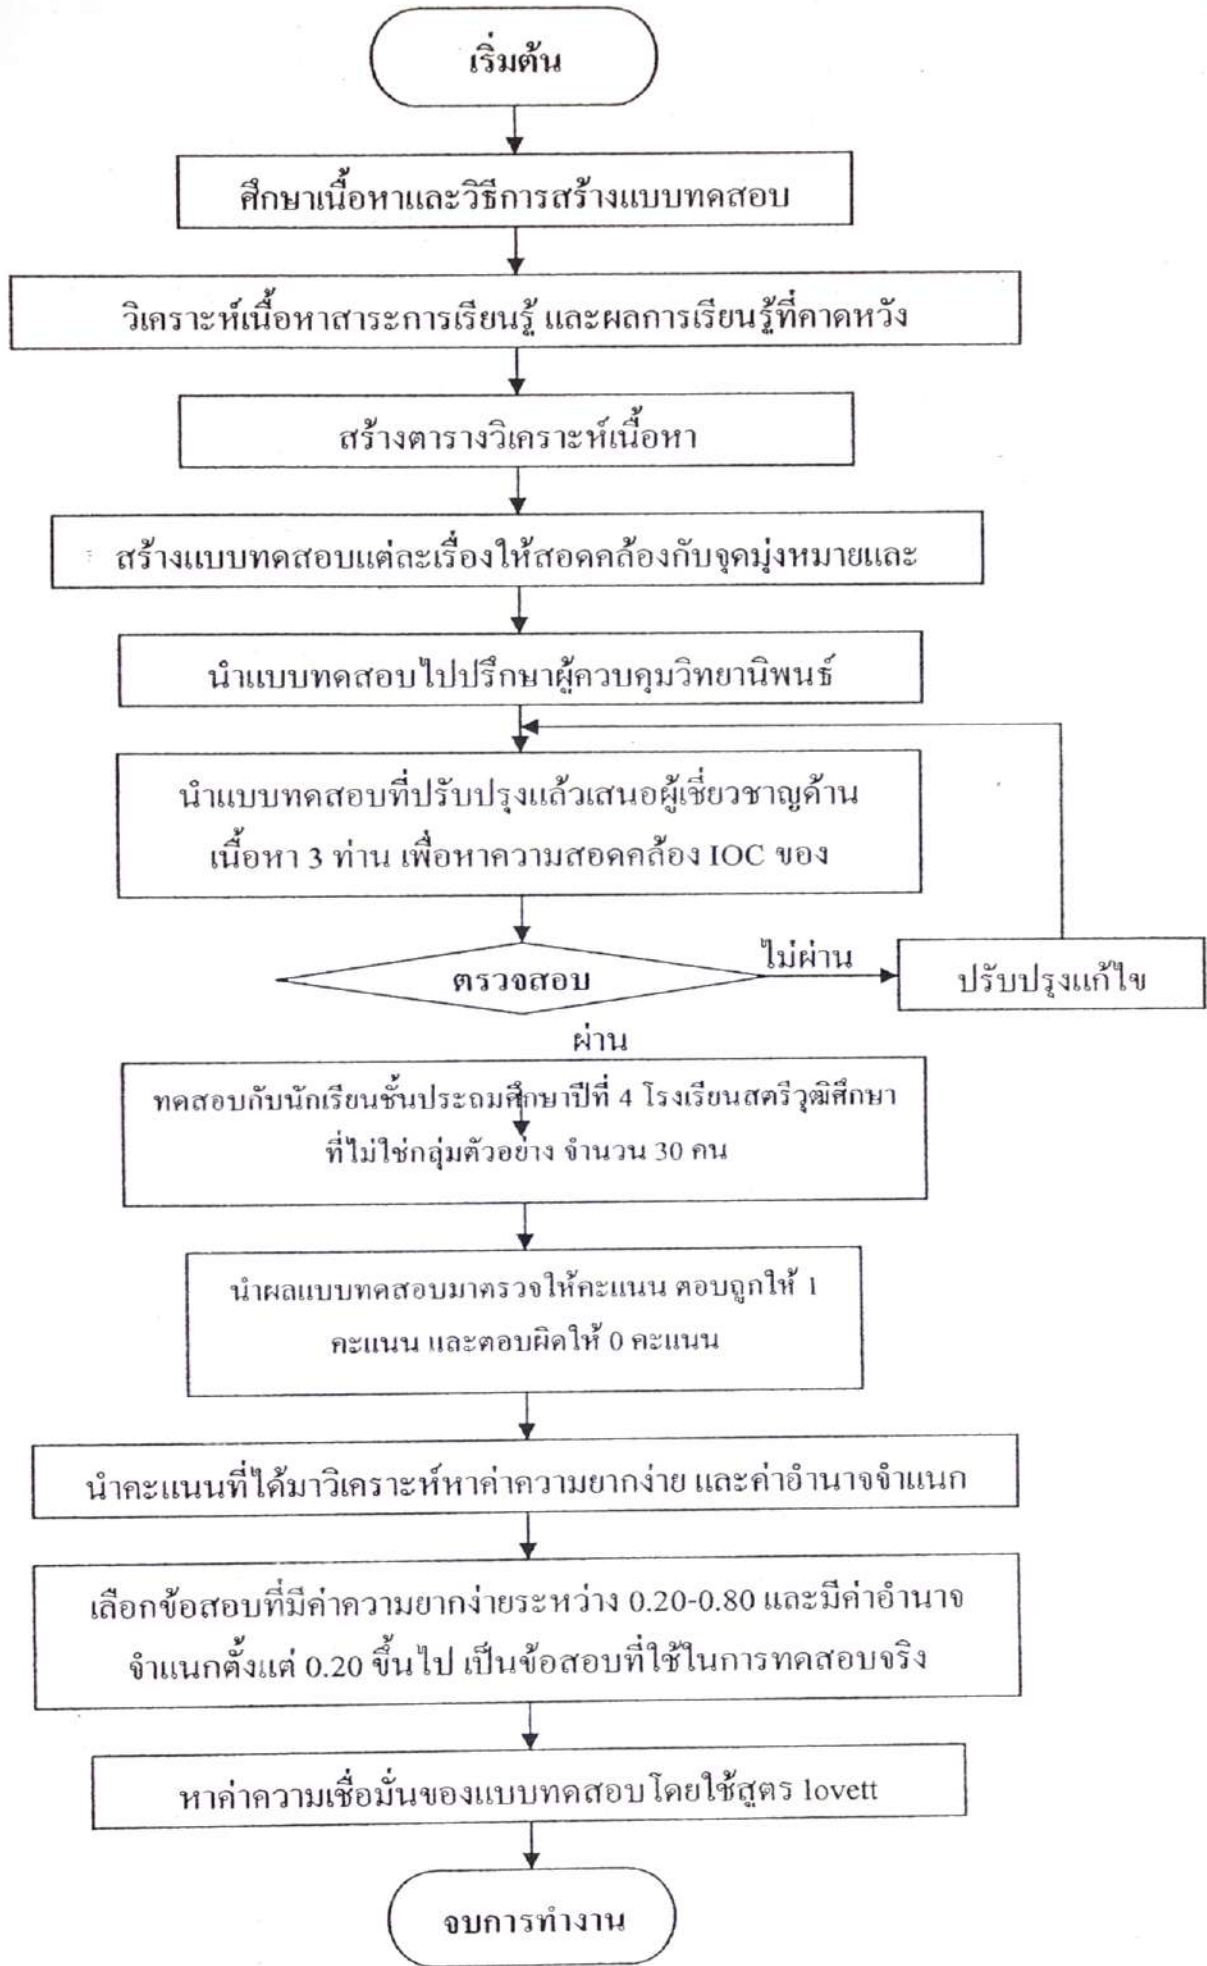 เริ่มต้น
ศึกษาเนื้อหาและวิธีการสร้างแบบทดสอบ
วิเคราะห์เนื้อหาสาระการเรียนรู้ และผลการเรียนรู้ที่คาดหวัง
สร้างตารางวิเคราะห์เนื้อหา
สร้างแบบทดสอบแต่ละเรื่องให้สอดคล้องกับจุดมุ่งหมายและ
นำแบบทดสอบไปปรึกษาผู้ควบคุมวิทยานิพนธ์
นำแบบทดสอบที่ปรับปรุงแล้วเสนอผู้เชี่ยวชาญด้าน
เนื้อหา 3 ท่าน เพื่อหาความสอดคล้อง IOC ของ
ตรวจสอบ
ไม่ผ่าน
ปรับปรุงแก้ไข
ผ่าน
ทดสอบกับนักเรียนชั้นประถมศึกษาปีที่ 4 โรงเรียนสตรีวุฒิศึกษา
ที่ไม่ใช่กลุ่มตัวอย่าง จำนวน 30 คน
นำผลแบบทดสอบมาตรวจให้คะแนน ตอบถูกให้ 1
คะแนน และตอบผิดให้ 0 คะแนน
นำคะแนนที่ได้มาวิเคราะห์หาค่าความยากง่าย และค่าอำนาจจำแนก
เลือกข้อสอบที่มีค่าความยากง่ายระหว่าง 0.20-0.80 และมีค่าอำนาจ
จำแนกตั้งแต่ 0.20 ขึ้นไป เป็นข้อสอบที่ใช้ในการทดสอบจริง
หาค่าความเชื่อมั่นของแบบทดสอบ โดยใช้สูตร lovett
จบการทำงาน